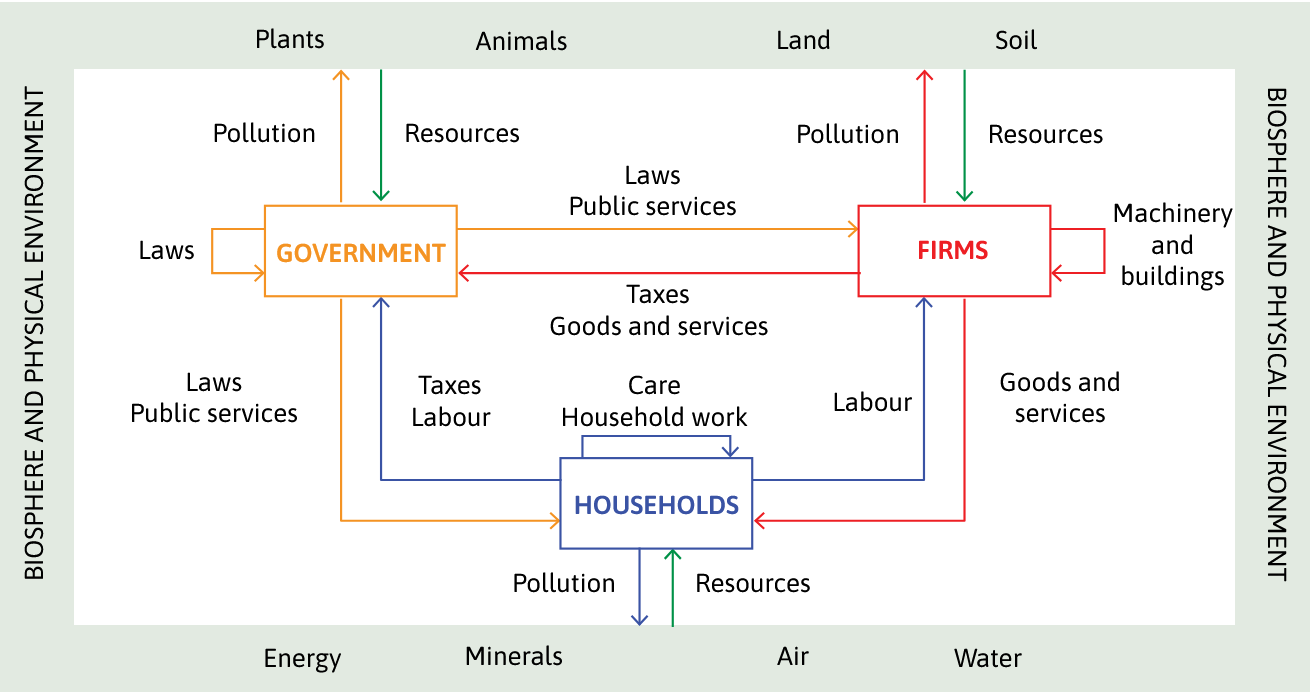 Plants
Animals
Land
Soil
BIOSPHERE AND PHYSICAL ENVIRONMENT
BIOSPHERE AND PHYSICAL ENVIRONMENT
Pollution
Resources
Pollution
Resources
Laws
Public services
Laws
GOVERNMENT
FIRMS
Machinery
and
buildings
Taxes
Goods and services
Laws
Public services
Taxes
Labour
Care
Household work
Labour
Goods and
services
HOUSEHOLDS
Pollution
Resources
Energy
Minerals
Air
Water